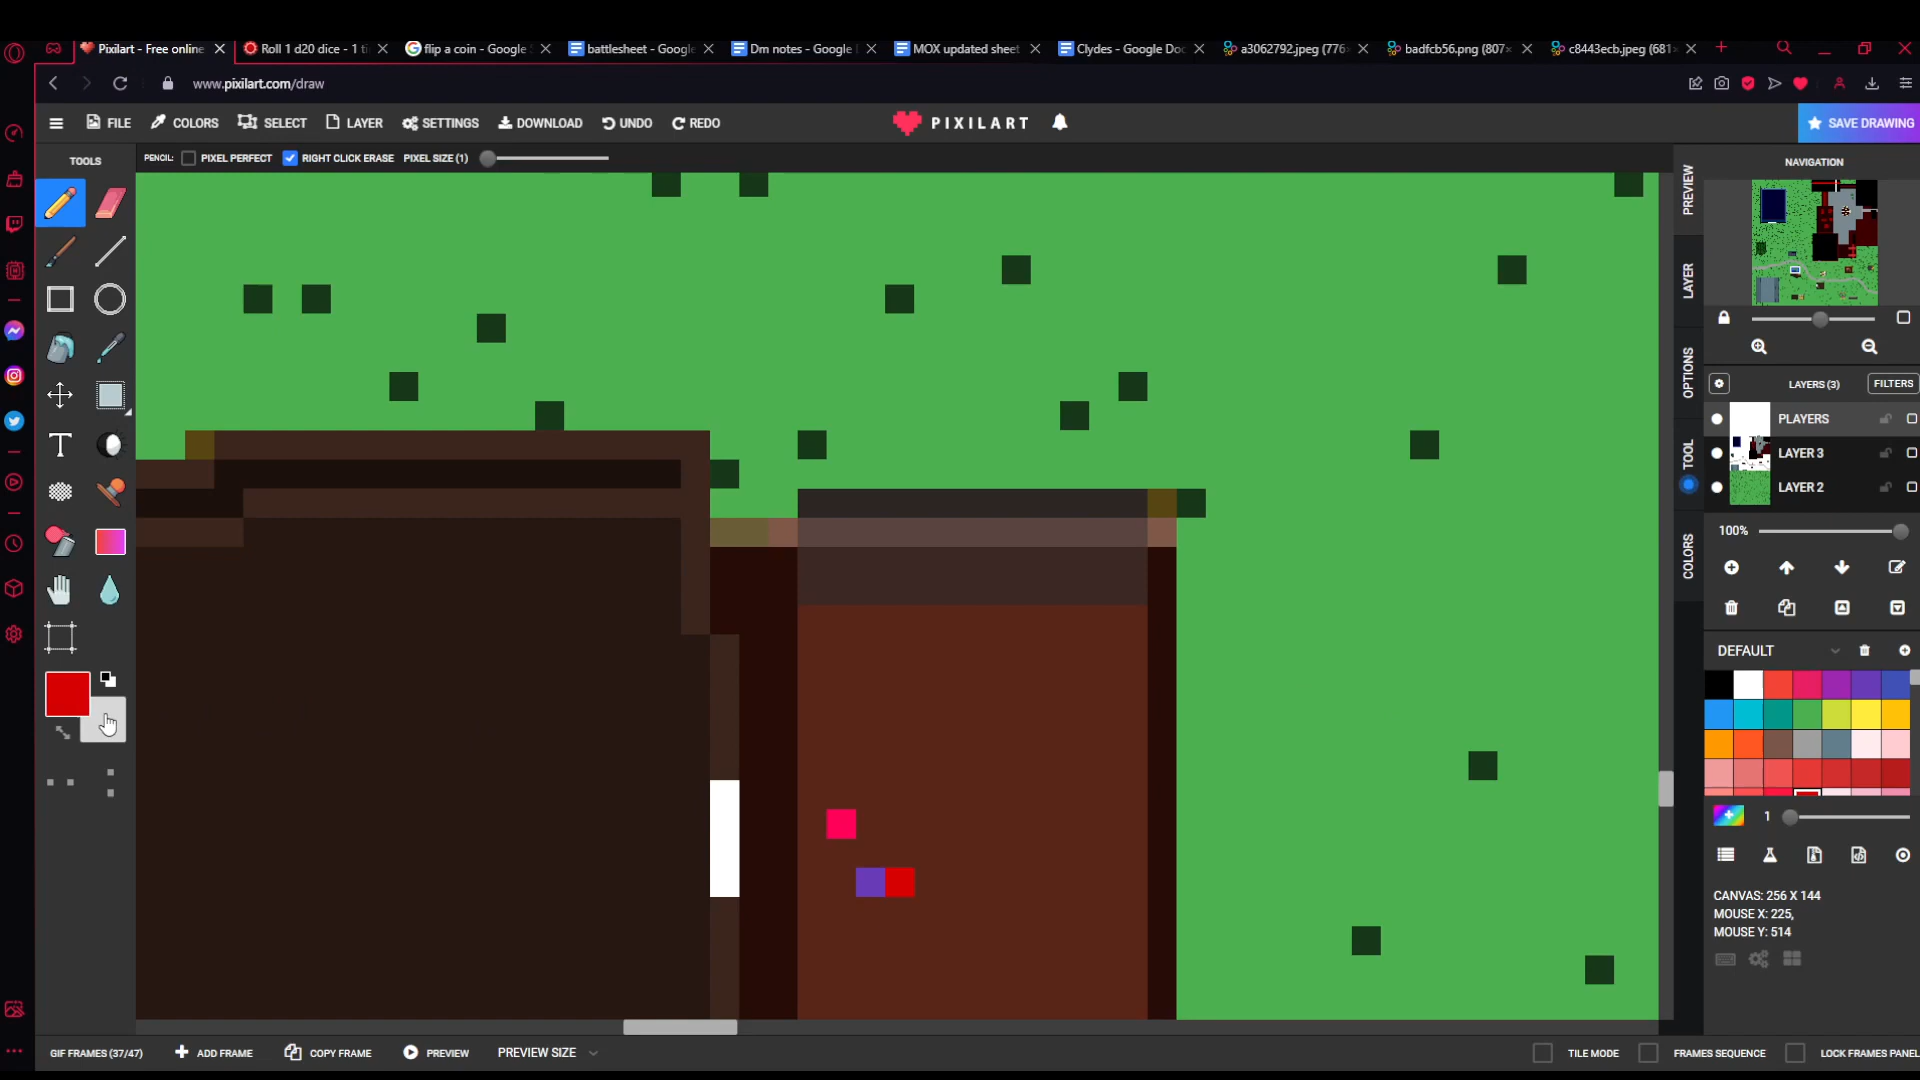 Pixilart - Free online
Roll 1 d20 dice - 1 ti
flip a coin - Google
battlesheet - Google
Dm notes - Google
MOX updated sheet
Clydes - Google Doc
a3062792.jpeg (776×
badfcb56.png (807×
c8443ecb.jpeg (681×
www.pixilart.com/draw
FILE
COLORS
SELECT
LAYER
SETTINGS
DOWNLOAD
UNDO
REDO
PIXILART
SAVE DRAWING
TOOLS
PENCIL:
PIXEL PERFECT
RIGHT CLICK ERASE
PIXEL SIZE (1)
PREVIEW
LAYER
OPTIONS
TOOL
COLORS
NAVIGATION
LAYERS (3)
FILTERS
PLAYERS
LAYER 3
LAYER 2
100%
DEFAULT
1
CANVAS: 256 X 144
MOUSE X: 225,
MOUSE Y: 514
GIF FRAMES (37/47)
ADD FRAME
COPY FRAME
PREVIEW
PREVIEW SIZE
TILE MODE
FRAMES SEQUENCE
LOCK FRAMES PANEL